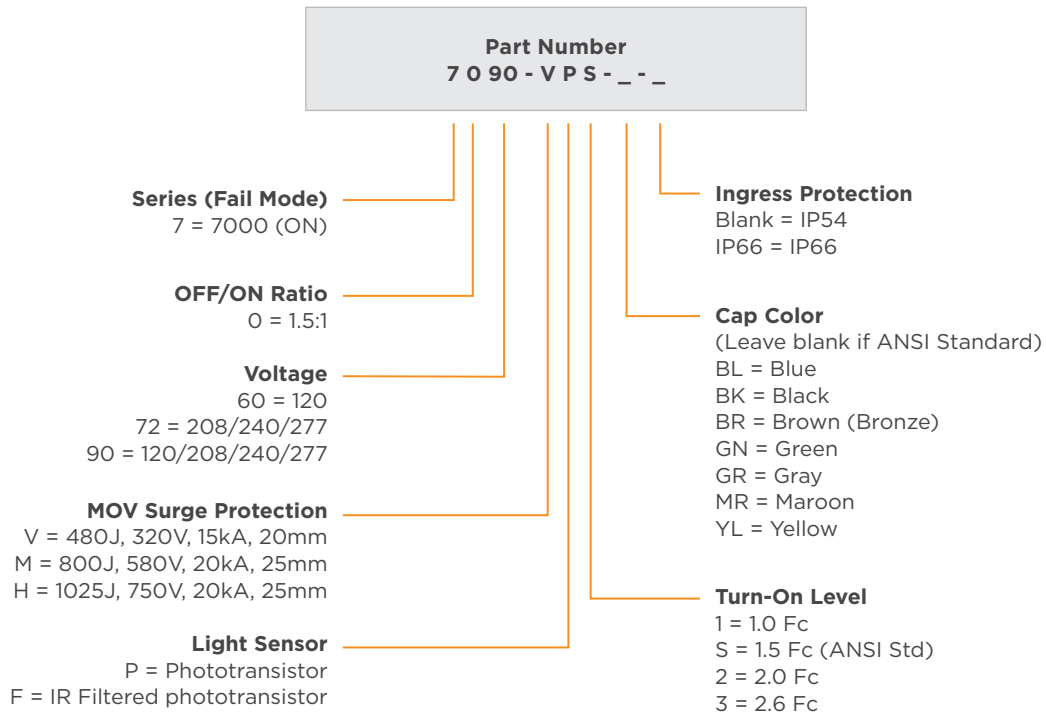 Part Number
7 0 90 - V P S - _ - _
Series (Fail Mode)
7 = 7000 (ON)
OFF/ON Ratio
0 = 1.5:1
Voltage
60 = 120
72 = 208/240/277
90 = 120/208/240/277
MOV Surge Protection
V = 480J, 320V, 15kA, 20mm
M = 800J, 580V, 20kA, 25mm
H = 1025J, 750V, 20kA, 25mm
Light Sensor
P = Phototransistor
F = IR Filtered phototransistor
Ingress Protection
Blank = IP54
IP66 = IP66
Cap Color
(Leave blank if ANSI Standard)
BL = Blue
BK = Black
BR = Brown (Bronze)
GN = Green
GR = Gray
MR = Maroon
YL = Yellow
Turn-On Level
1 = 1.0 Fc
S = 1.5 Fc (ANSI Std)
2 = 2.0 Fc
3 = 2.6 Fc